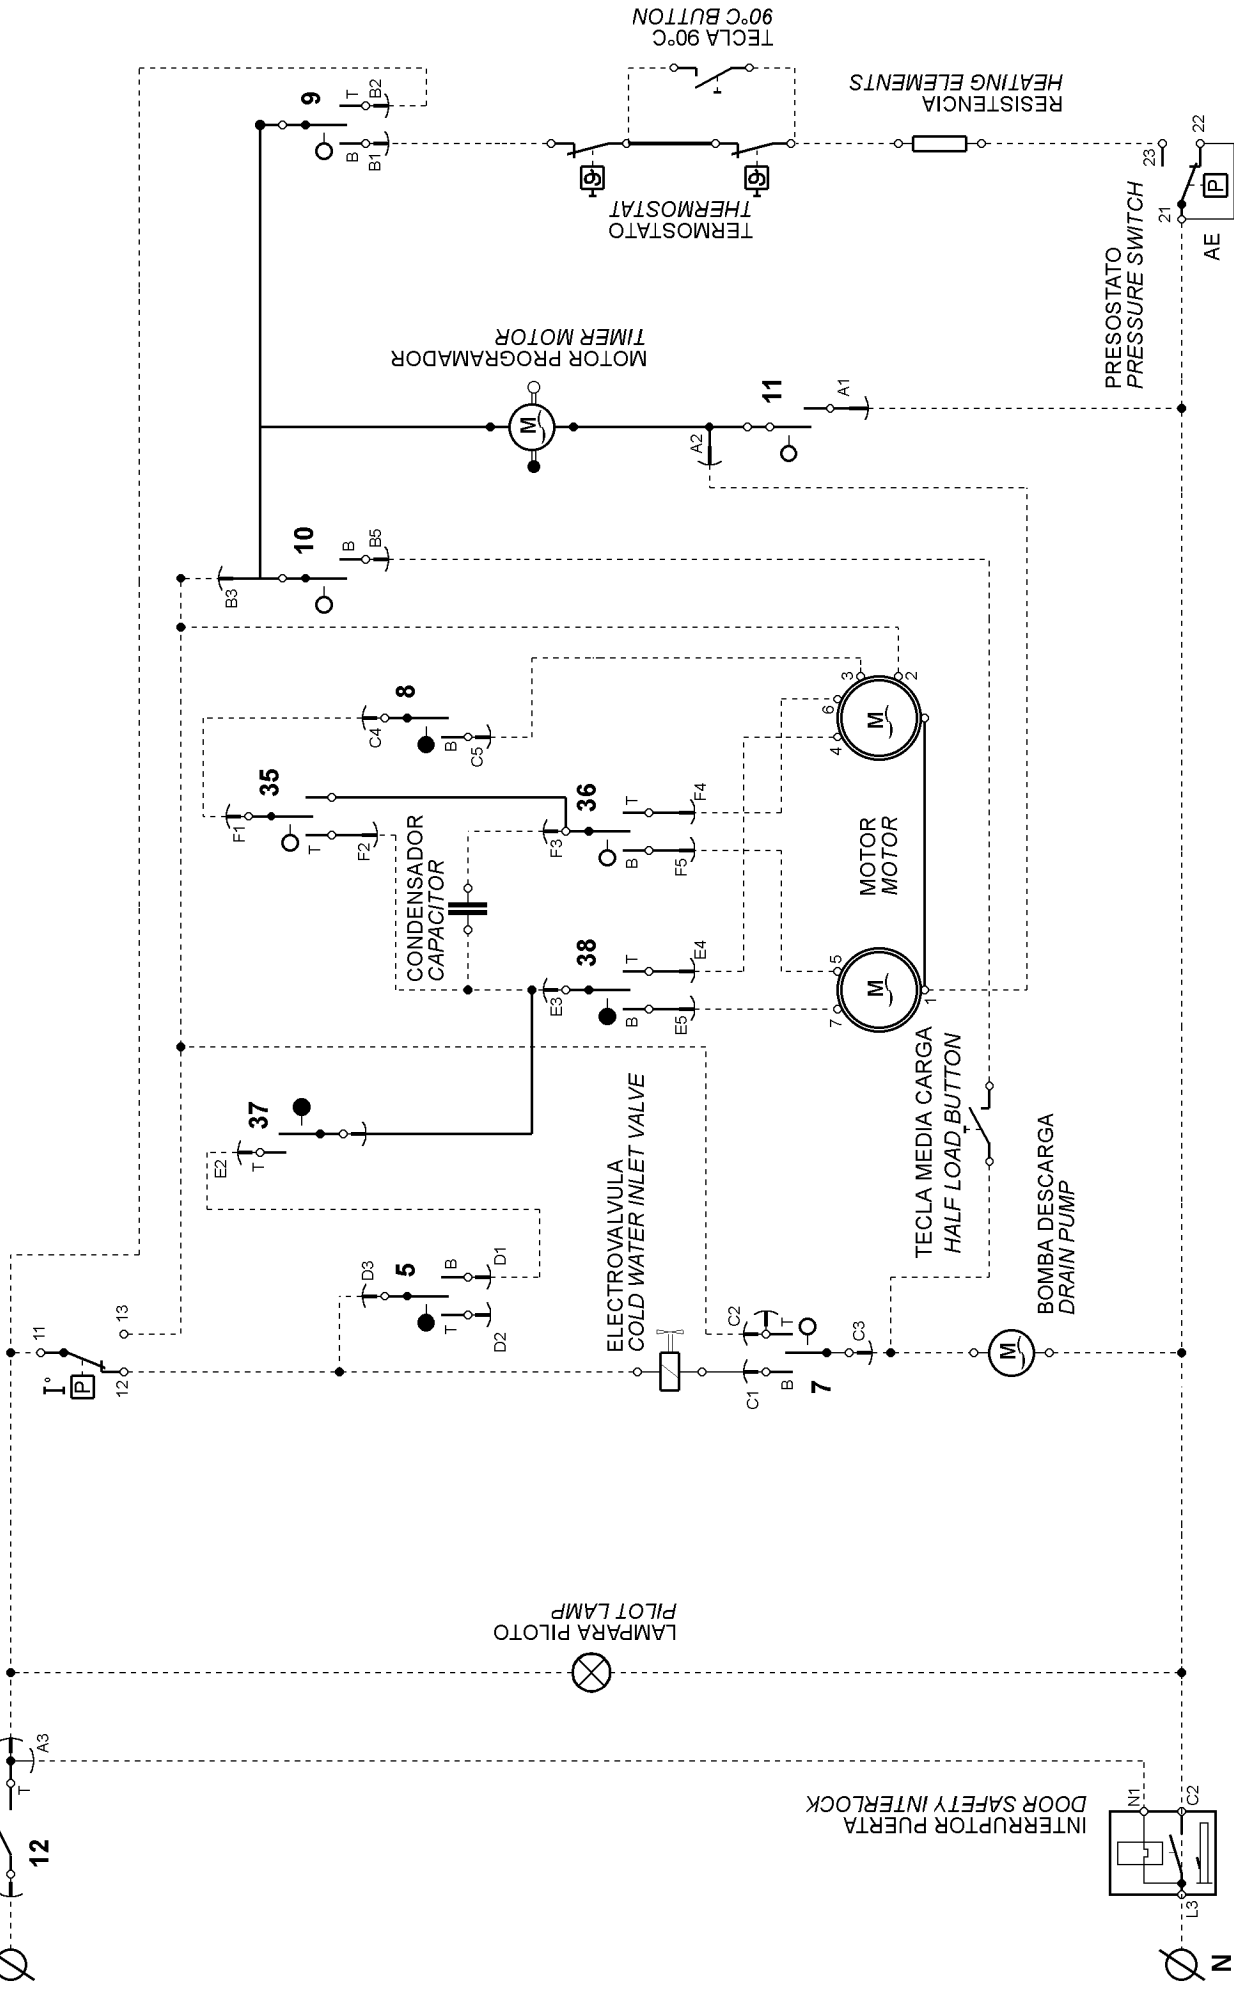 TECLA 90°C
90°C BUTTON
9
T
B2
B
B1
RESISTENCIA
HEATING ELEMENTS
TERMOSTATO
THERMOSTAT
23
22
21
P
AE
PRESOSTATO
PRESSURE SWITCH
MOTOR PROGRAMADOR
TIMER MOTOR
M
11
A1
A2
10
B
B5
B3
8
C4
B
C5
3
2
6
4
M
35
F1
T
F2
36
T
F4
F3
B
F5
CONDENSADOR
CAPACITOR
MOTOR
MOTOR
38
T
E4
E3
B
E5
5
7
M
1
37
E2
T
TECLA MEDIA CARGA
HALF LOAD BUTTON
ELECTROVALVULA
COLD WATER INLET VALVE
BOMBA DESCARGA
DRAIN PUMP
M
D3
5
B
D1
T
D2
11
13
I°
P
12
C2
T
C3
C1
B
7
LAMPARA PILOTO
PILOT LAMP
A3
T
12
INTERRUPTOR PUERTA
DOOR SAFETY INTERLOCK
N1
C2
L3
N